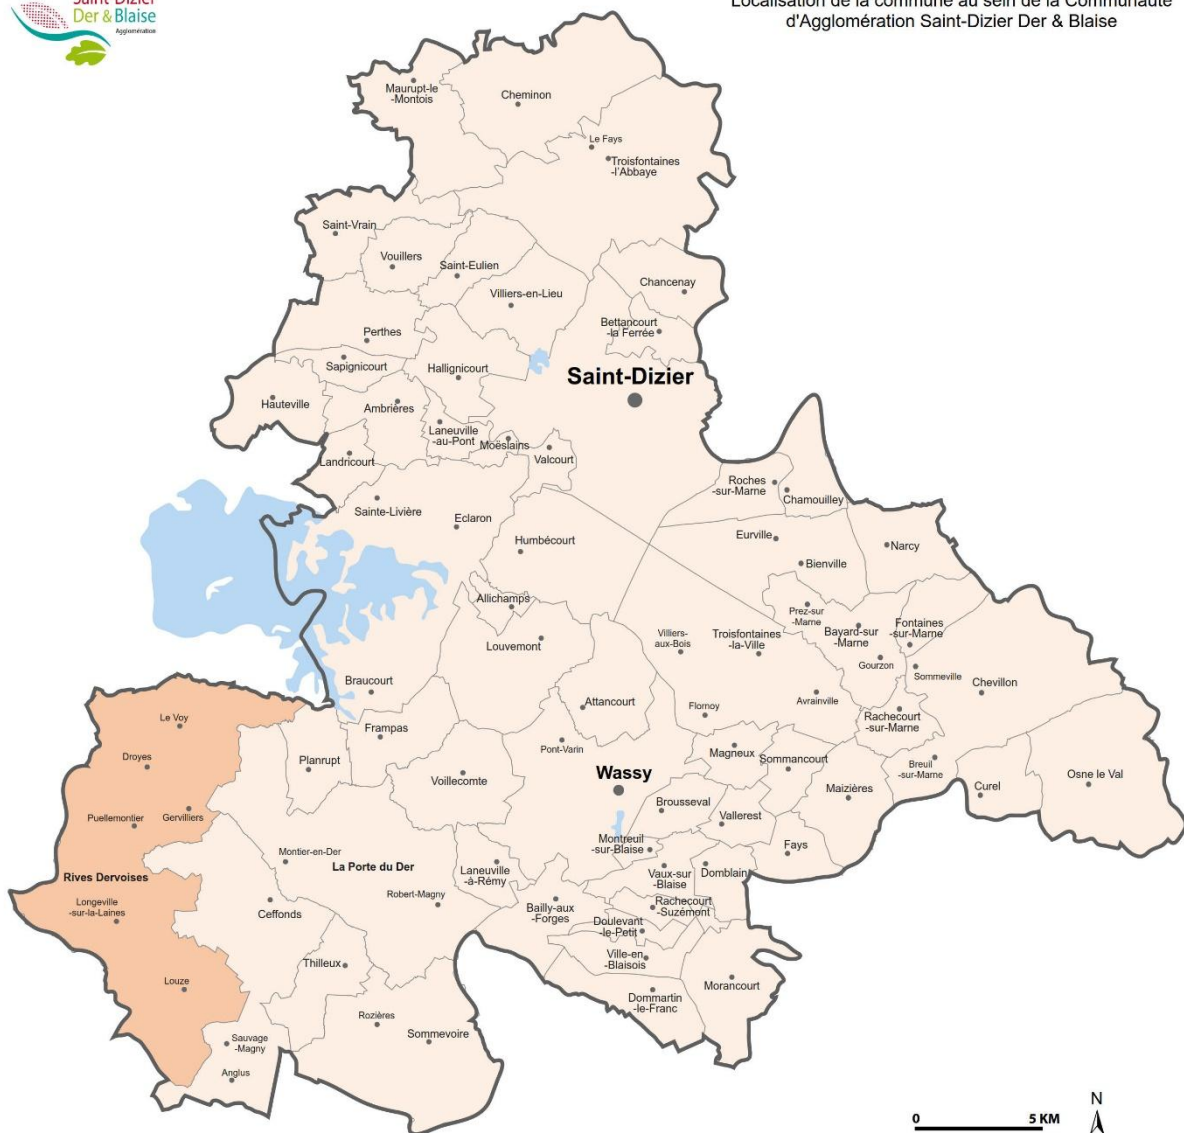 Saint-Dizier
Der & Blaise
Agglomération
Localisation de la commune au sein de la Communauté
d'Agglomération Saint-Dizier Der & Blaise
Maurupt-le
-Montois
Cheminon
Le Fays
Troisfontaines
-l'Abbaye
Saint-Vrain
Vouillers
Saint-Eulien
Villiers-en-Lieu
Chancenay
Bettancourt
-la Ferrée
Perthes
Sapignicourt
Hallignicourt
Saint-Dizier
Hauteville
Ambrières
Laneuville
-au-Pont
Moëslains
Valcourt
Landricourt
Roches
-sur-Marne
Chamouilley
Sainte-Livière
Eclaron
Humbécourt
Eurville
Bienville
Narcy
Allichamps
Prez-sur
-Marne
Bayard-sur
-Marne
Fontaines
-sur-Marne
Louvemont
Villiers-
aux-Bois
Troisfontaines
-la-Ville
Gourzon
Sommeville
Chevillon
Braucourt
Attancourt
Flornoy
Avrainville
Rachecourt
-sur-Marne
Le Voy
Frampas
Pont-Varin
Magneux
Sommancourt
Breuil
-sur-Marne
Droyes
Planrupt
Voillecomte
Wassy
Maizières
Curel
Osne le Val
Puellemontier
Gervilliers
Brousseval
Vallerest
Montreuil
-sur-Blaise
Fays
Montier-en-Der
La Porte du Der
Laneuville
-à-Rémy
Vaux-sur
-Blaise
Domblain
Rives Dervoises
Robert-Magny
Longeville
-sur-la-Laines
Ceffonds
Bailly-aux
-Forges
Rachecourt
-Suzémont
Doulevant
-le-Petit
Thilleux
Ville-en
-Blaisois
Louze
Morancourt
Dommartin
-le-Franc
Rozières
Sommevoire
Sauvage
-Magny
Anglus
N
0 5 KM